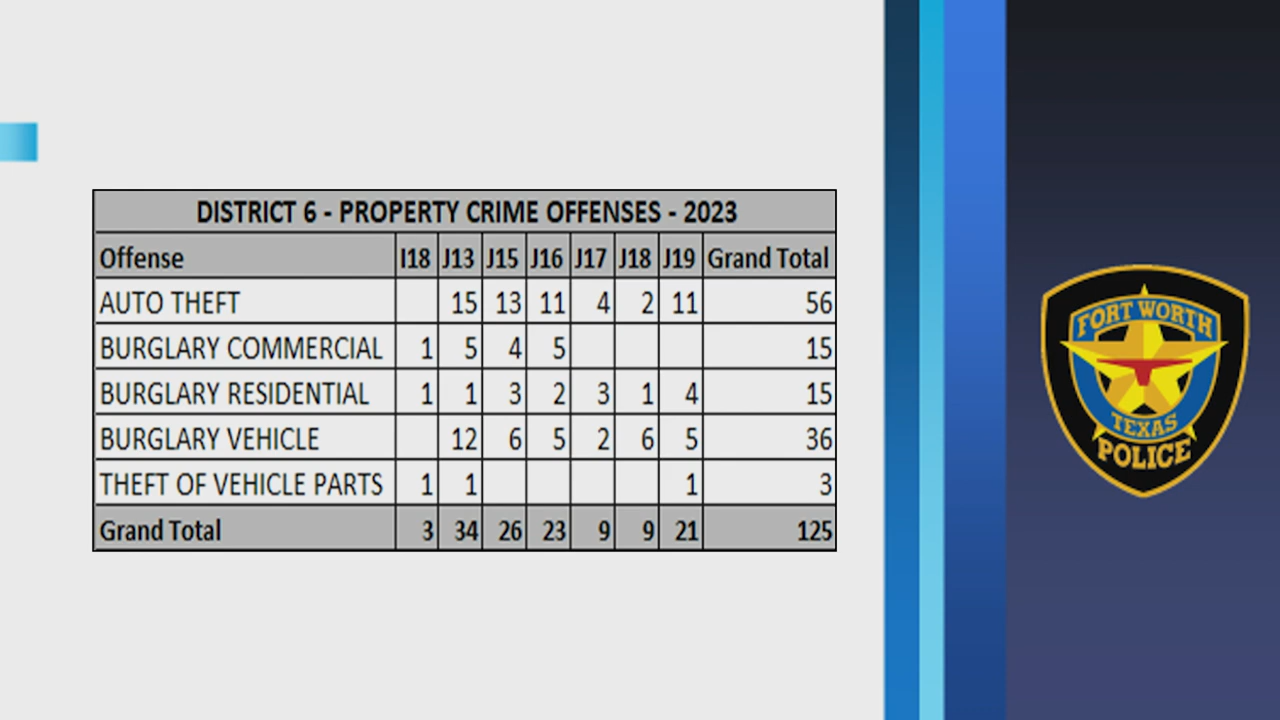 DISTRICT 6 - PROPERTY CRIME OFFENSES - 2023
Offense I18 J13 J15 J16 J17 J18 J19 Grand Total
AUTO THEFT 15 13 11 4 2 11 56
BURGLARY COMMERCIAL 1 5 4 5 15
BURGLARY RESIDENTIAL 1 1 3 2 3 1 4 15
BURGLARY VEHICLE 12 6 5 2 6 5 36
THEFT OF VEHICLE PARTS 1 1 1 3
Grand Total 3 34 26 23 9 9 21 125
FORT WORTH
TEXAS
POLICE